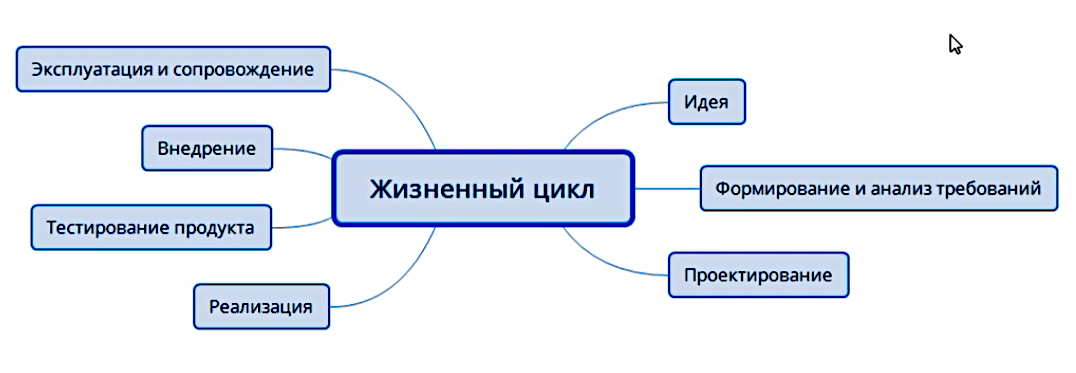 Эксплуатация и сопровождение
Идея
Внедрение
Жизненный цикл
Формирование и анализ требований
Тестирование продукта
Проектирование
Реализация